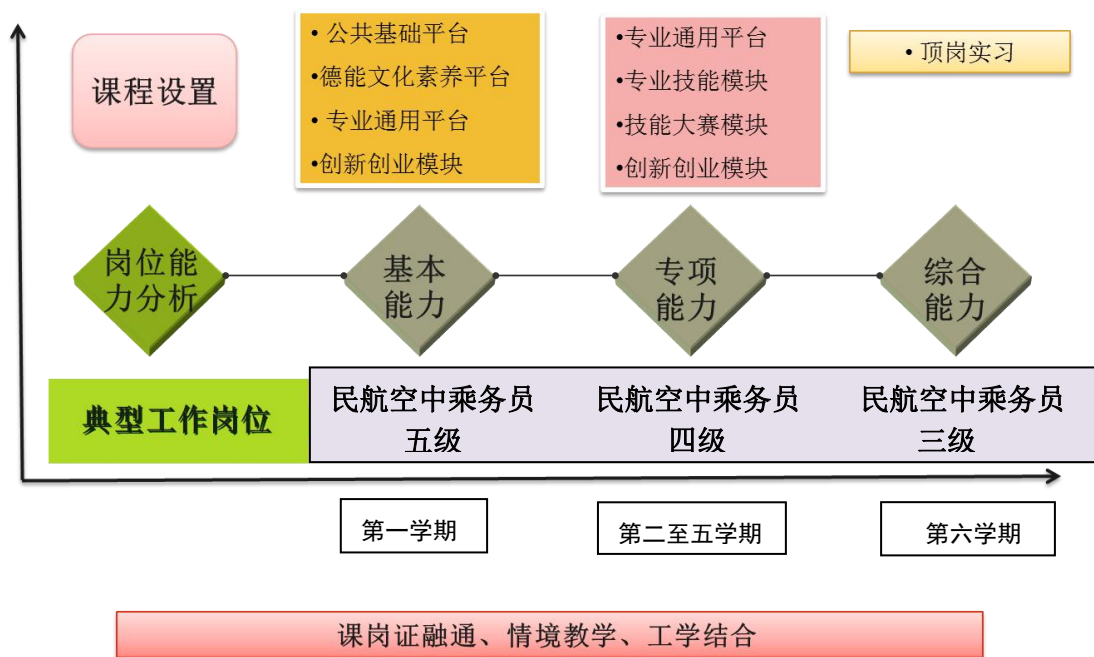 课程设置
• 公共基础平台
•德能文化素养平台
• 专业通用平台
•创新创业模块
•专业通用平台
•专业技能模块
•技能大赛模块
•创新创业模块
• 顶岗实习
岗位能
力分析
基本
能力
专项
能力
综合
能力
典型工作岗位
民航空中乘务员
五级
民航空中乘务员
四级
民航空中乘务员
三级
第一学期
第二至五学期
第六学期
课岗证融通、情境教学、工学结合